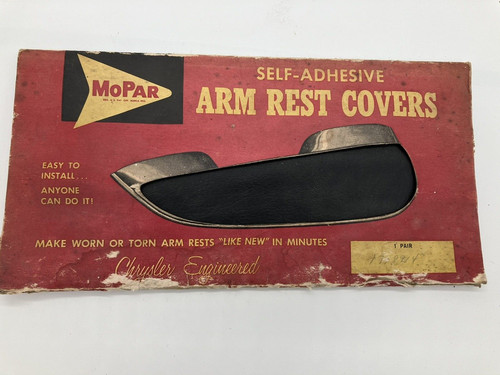 MOPAR
SELF-ADHESIVE
ARM REST COVERS
EASY TO
INSTALL...
ANYONE
CAN DO IT!
MAKE WORN OR TORN ARM RESTS "LIKE NEW" IN MINUTES
Chrysler Engineered
1 PAIR